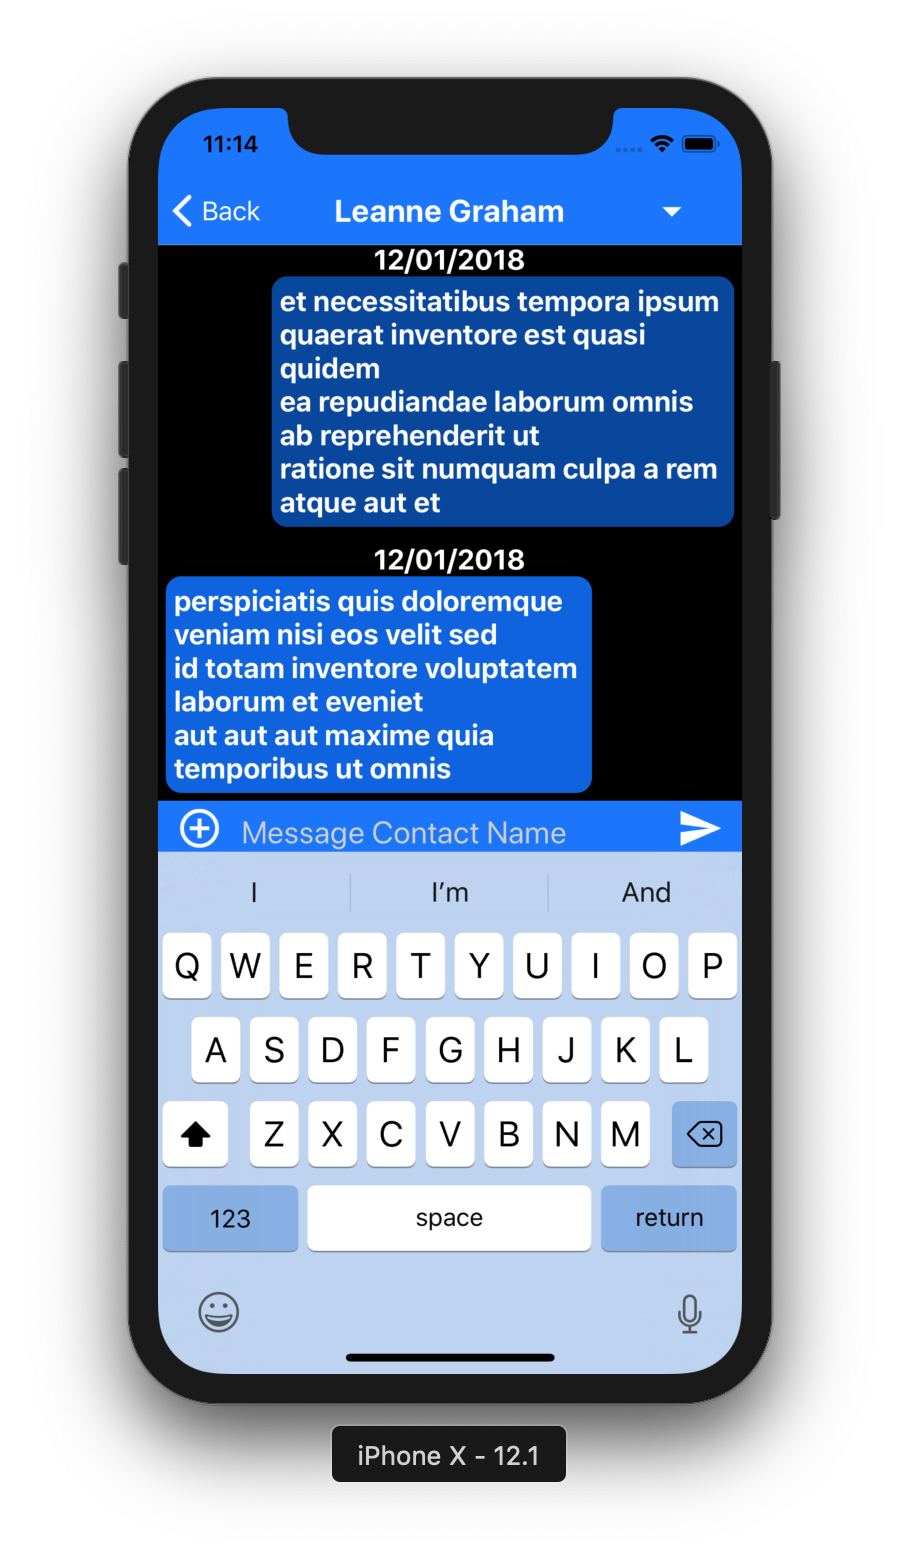 11:14
Back
Leanne Graham
12/01/2018
et necessitatibus tempora ipsum
quaerat inventore est quasi
quidem
ea repudiandae laborum omnis
ab reprehenderit ut
ratione sit numquam culpa a rem
atque aut et
12/01/2018
perspiciatis quis doloremque
veniam nisi eos velit sed
id totam inventore voluptatem
laborum et eveniet
aut aut aut maxime quia
temporibus ut omnis
Message Contact Name
I I’m And
Q W E R T Y U I O P
A S D F G H J K L
Z X C V B N M
123 space return
iPhone X - 12.1